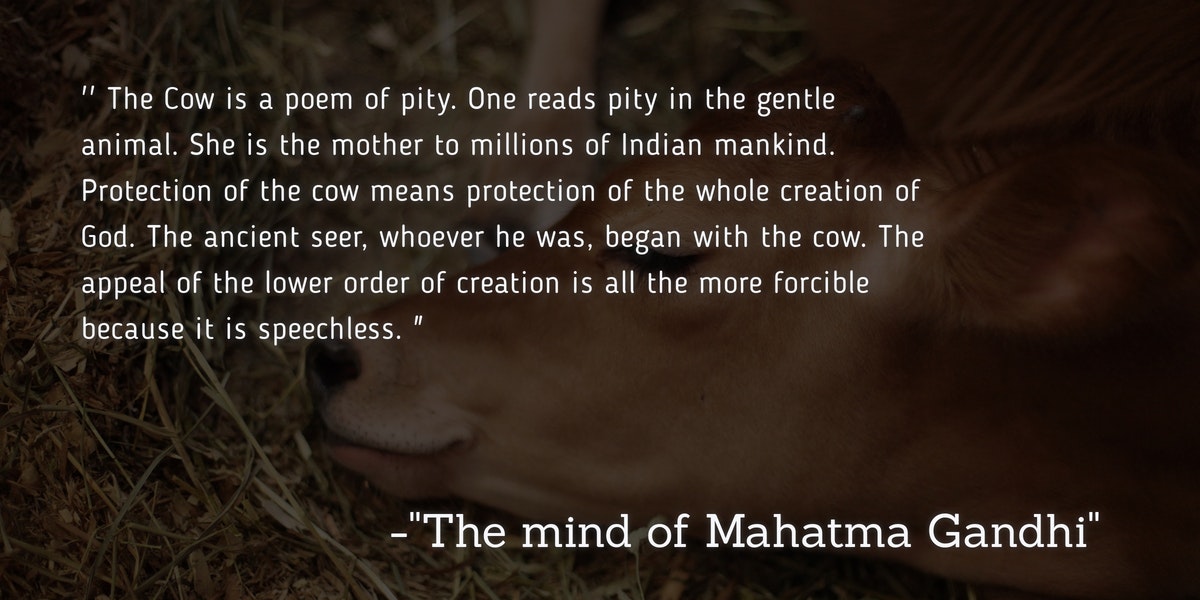 '' The Cow is a poem of pity. One reads pity in the gentle
animal. She is the mother to millions of Indian mankind.
Protection of the cow means protection of the whole creation of
God. The ancient seer, whoever he was, began with the cow. The
appeal of the lower order of creation is all the more forcible
because it is speechless. "
-"The mind of Mahatma Gandhi"